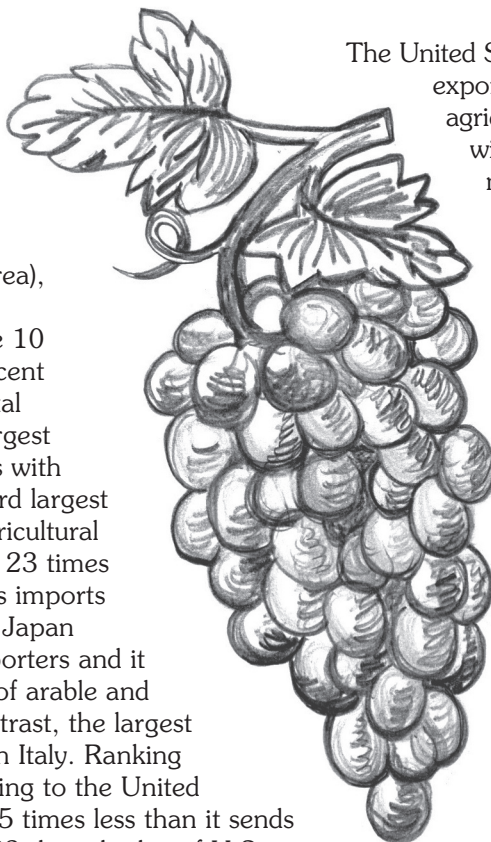 The United S
expor
agric
wi
rea),
e 10
cent
tal
rgest
s with
rd largest
ricultural
23 times
s imports
Japan
porters and it
of arable and
trast, the largest
n Italy. Ranking
ing to the United
5 times less than it sends
of U.S.